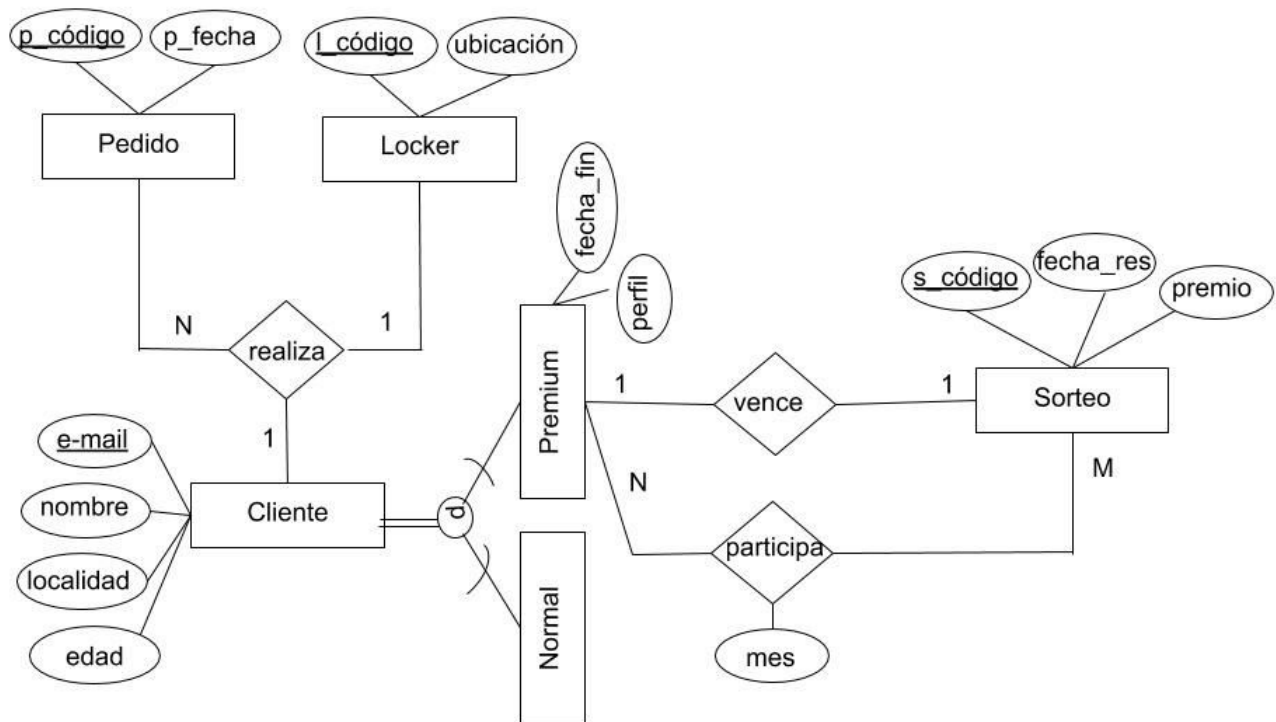 p_código
p_fecha
l_código
ubicación
Pedido
Locker
fecha_fin
perfil
s_código
fecha_res
premio
N
realiza
1
1
Premium
1
vence
1
Sorteo
e-mail
nombre
localidad
edad
Cliente
d
N
M
participa
Normal
mes